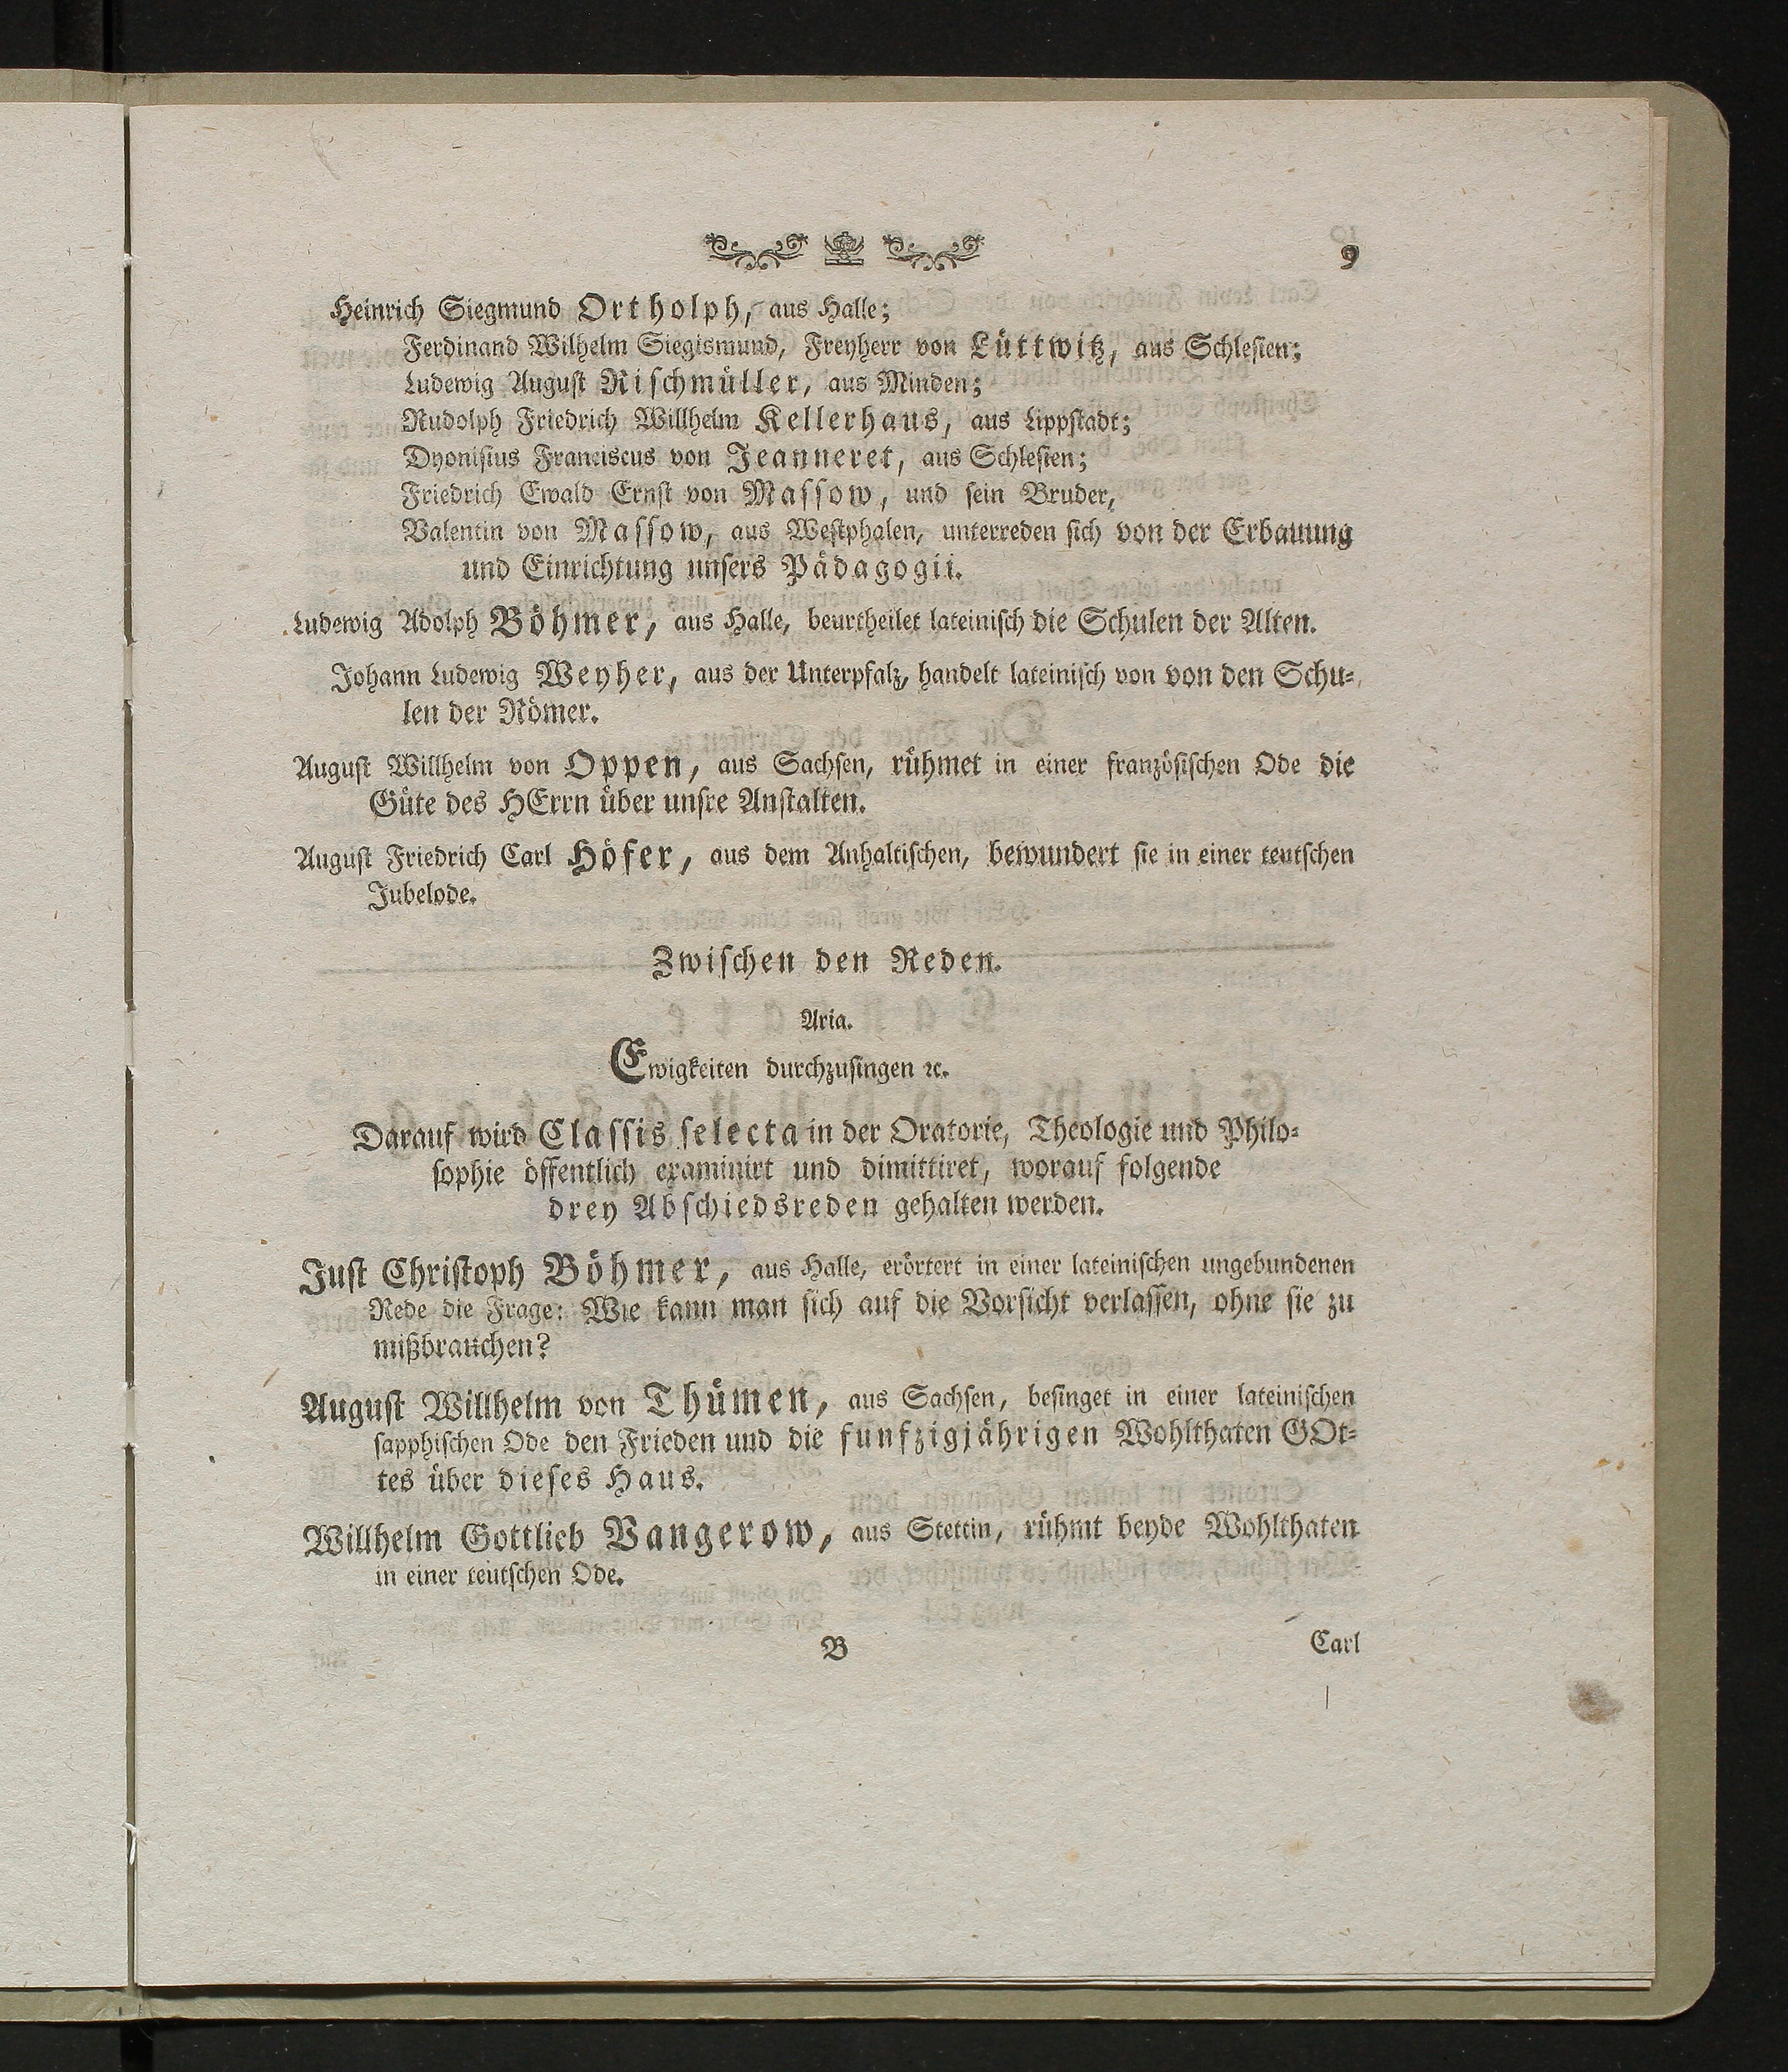 9
Heinrich Siegmund Ortholph, aus Halle;
Ferdinand Wilhelm Siegismund, Freyherr von Lüttwitz, aus Schlesien;
Ludewig August Rischmüller, aus Minden;
Rudolph Friedrich Willhelm Kellerhaus, aus Lippstadt;
Dyonisius Franciscus von Jeanneret, aus Schlesien;
Friedrich Ewald Ernst von Massow, und sein Bruder,
Valentin von Massow, aus Westphalen, unterreden sich von der Erbauung
und Einrichtung unsers Pädagogii.
Ludewig Adolph Böhmer, aus Halle, beurtheilet lateinisch die Schulen der Alten.
Johann Ludewig Weyher, aus der Unterpfalz, handelt lateinisch von von den Schu-
len der Römer.
August Willhelm von Oppen, aus Sachsen, rühmet in einer französischen Ode die
Güte des HErrn über unsre Anstalten.
August Friedrich Carl Höfer, aus dem Anhaltischen, bewundert sie in einer teutschen
Jubelode.
Zwischen den Reden.
Aria.
Ewigkeiten durchzusingen ꝛc.
Darauf wird Classis selecta in der Oratorie, Theologie und Philo-
sophie öffentlich examinirt und dimittiret, worauf folgende
drey Abschiedsreden gehalten werden.
Just Christoph Böhmer, aus Halle, erörtert in einer lateinischen ungebundenen
Rede die Frage: Wie kann man sich auf die Vorsicht verlassen, ohne sie zu
mißbrauchen?
August Willhelm von Thümen, aus Sachsen, besinget in einer lateinischen
sapphischen Ode den Frieden und die funfzigjährigen Wohlthaten GOt-
tes über dieses Haus.
Willhelm Gottlieb Vangerow, aus Stettin, rühmt beyde Wohlthaten
in einer teutschen Ode.
B
Carl